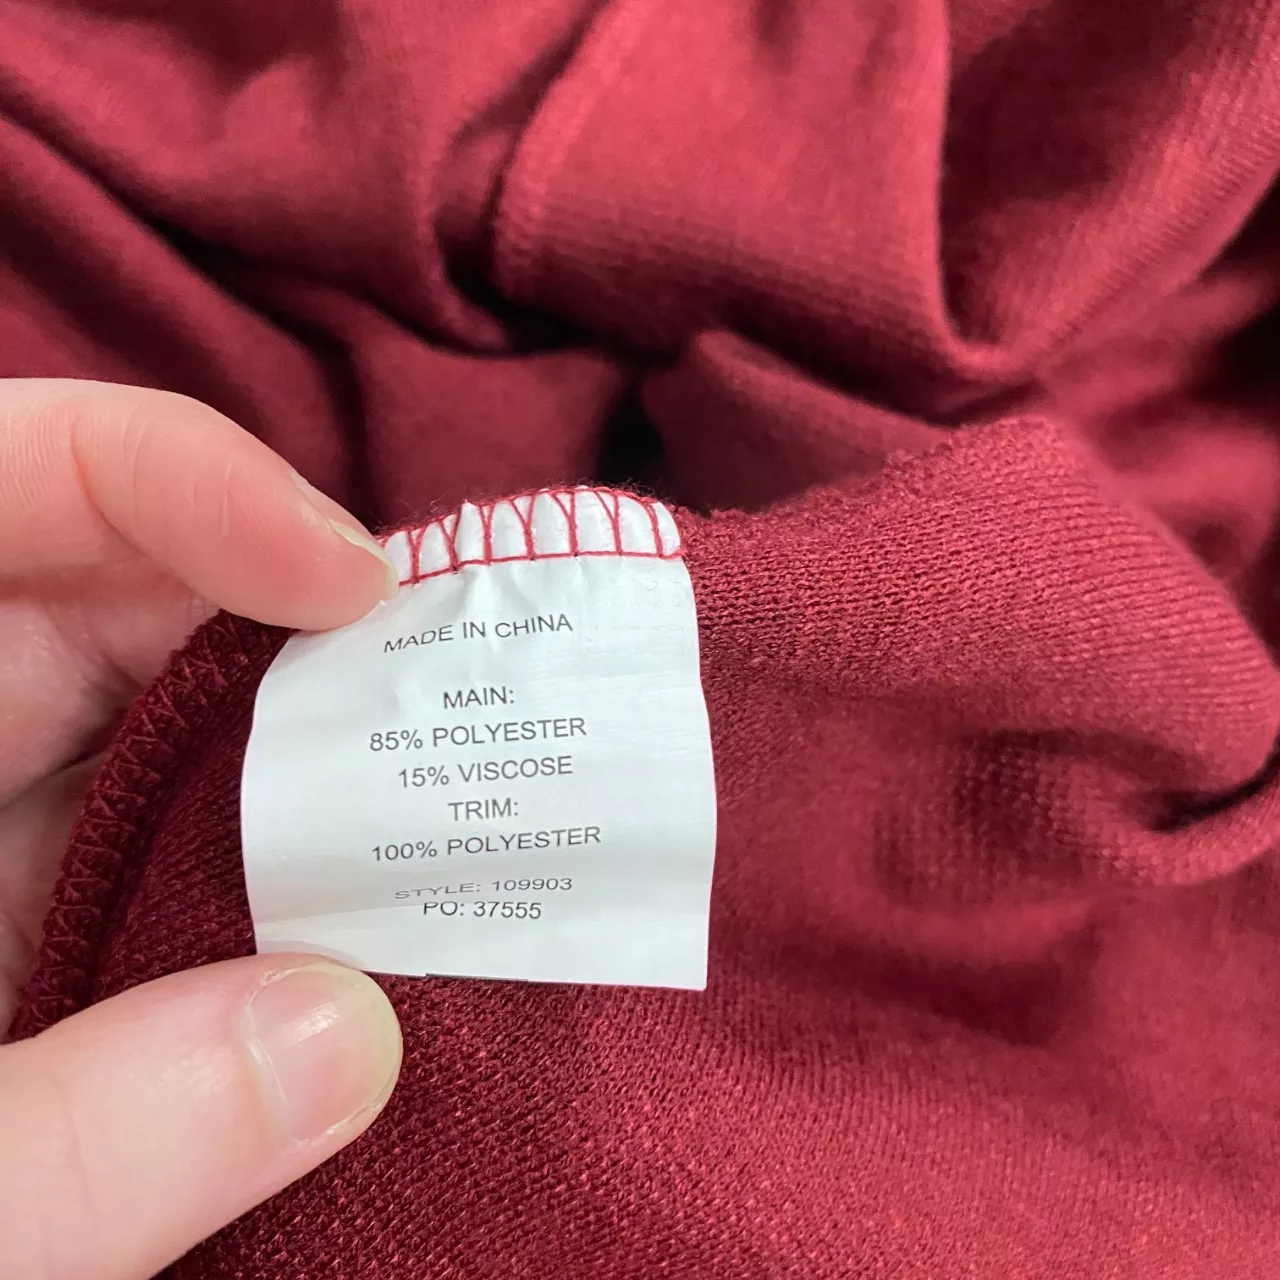 MADE IN CHINA
MAIN:
85% POLYESTER
15% VISCOSE
TRIM:
100% POLYESTER
STYLE: 109903
PO: 37555